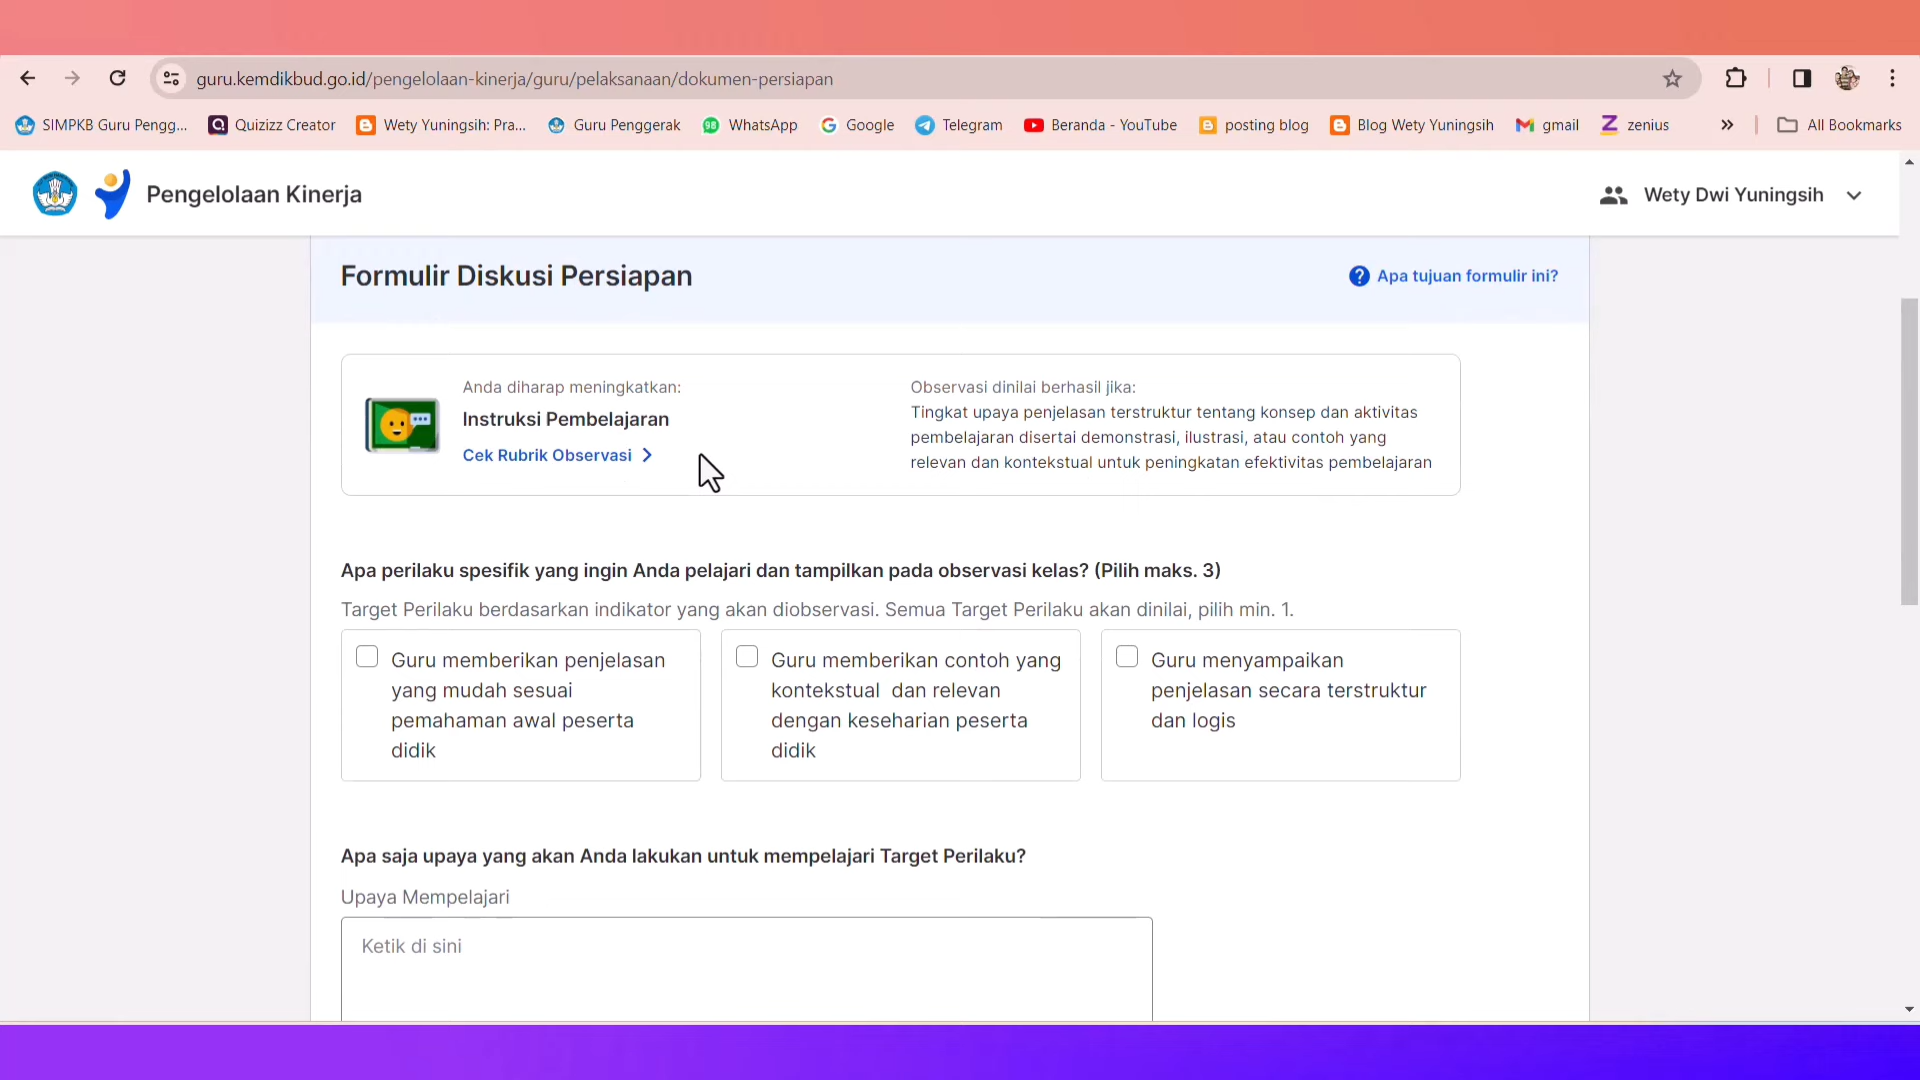 guru.kemdikbud.go.id/pengelolaan-kinerja/guru/pelaksanaan/dokumen-persiapan
SIMPKB Guru Pengg... Quizizz Creator Wety Yuningsih: Pra... Guru Penggerak 98 WhatsApp Google Telegram Beranda - YouTube posting blog Blog Wety Yuningsih gmail zenius » All Bookmarks
Pengelolaan Kinerja
Wety Dwi Yuningsih
Formulir Diskusi Persiapan
? Apa tujuan formulir ini?
Anda diharap meningkatkan:
Instruksi Pembelajaran
Cek Rubrik Observasi
Observasi dinilai berhasil jika:
Tingkat upaya penjelasan terstruktur tentang konsep dan aktivitas
pembelajaran disertai demonstrasi, ilustrasi, atau contoh yang
relevan dan kontekstual untuk peningkatan efektivitas pembelajaran
Apa perilaku spesifik yang ingin Anda pelajari dan tampilkan pada observasi kelas? (Pilih maks. 3)
Target Perilaku berdasarkan indikator yang akan diobservasi. Semua Target Perilaku akan dinilai, pilih min. 1.
Guru memberikan penjelasan
yang mudah sesuai
pemahaman awal peserta
didik
Guru memberikan contoh yang
kontekstual dan relevan
dengan keseharian peserta
didik
Guru menyampaikan
penjelasan secara terstruktur
dan logis
Apa saja upaya yang akan Anda lakukan untuk mempelajari Target Perilaku?
Upaya Mempelajari
Ketik di sini